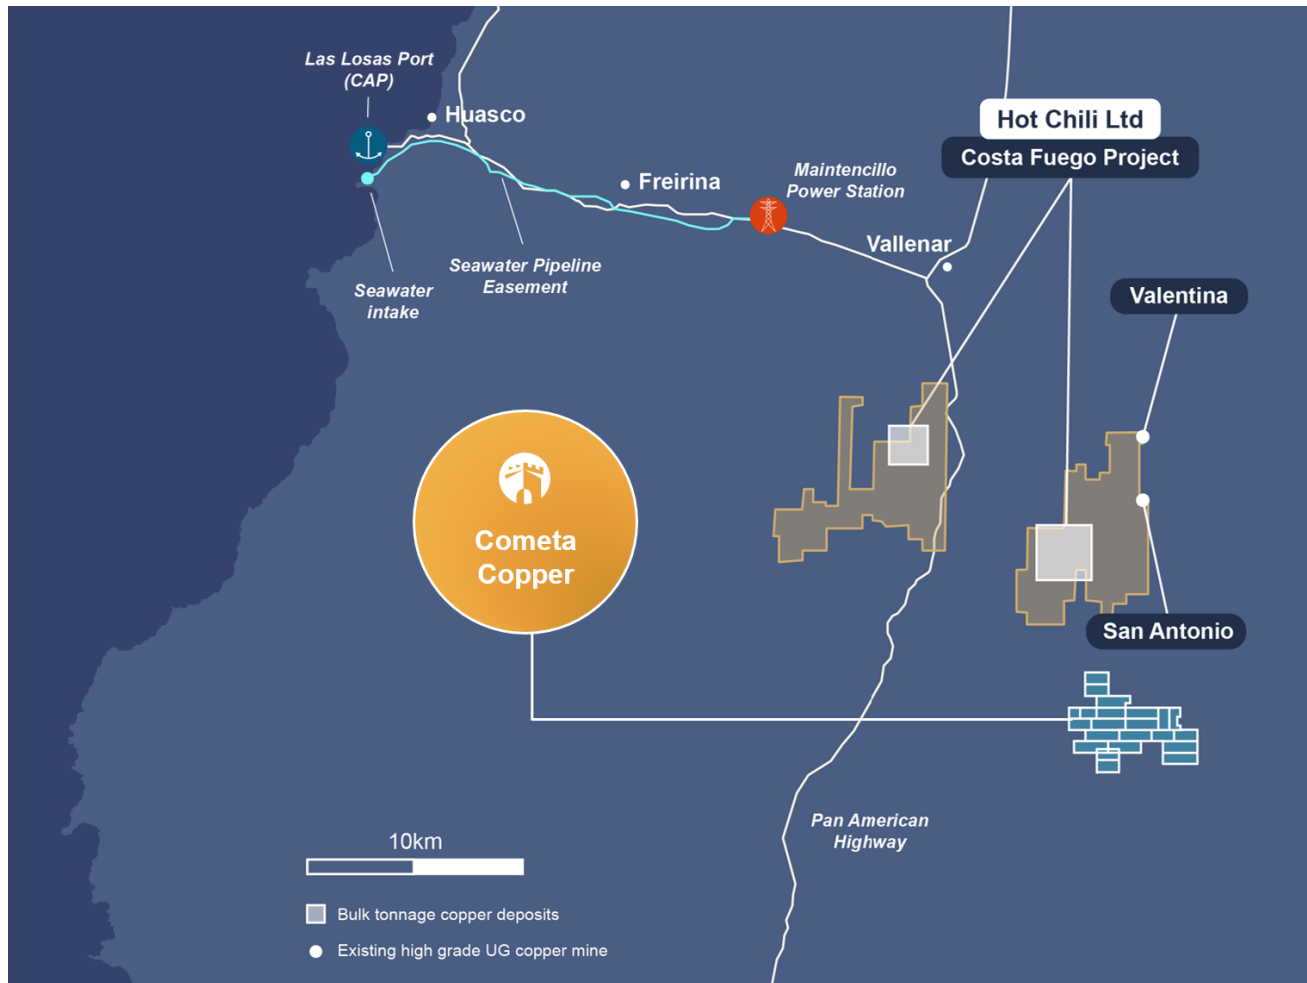 Las Losas Port
(CAP)
Huasco
Hot Chili Ltd
Costa Fuego Project
Maintencillo
Power Station
Freirina
Vallenar
Seawater Pipeline
Easement
Seawater
intake
Valentina
Cometa
Copper
San Antonio
Pan American
Highway
10km
Bulk tonnage copper deposits
Existing high grade UG copper mine